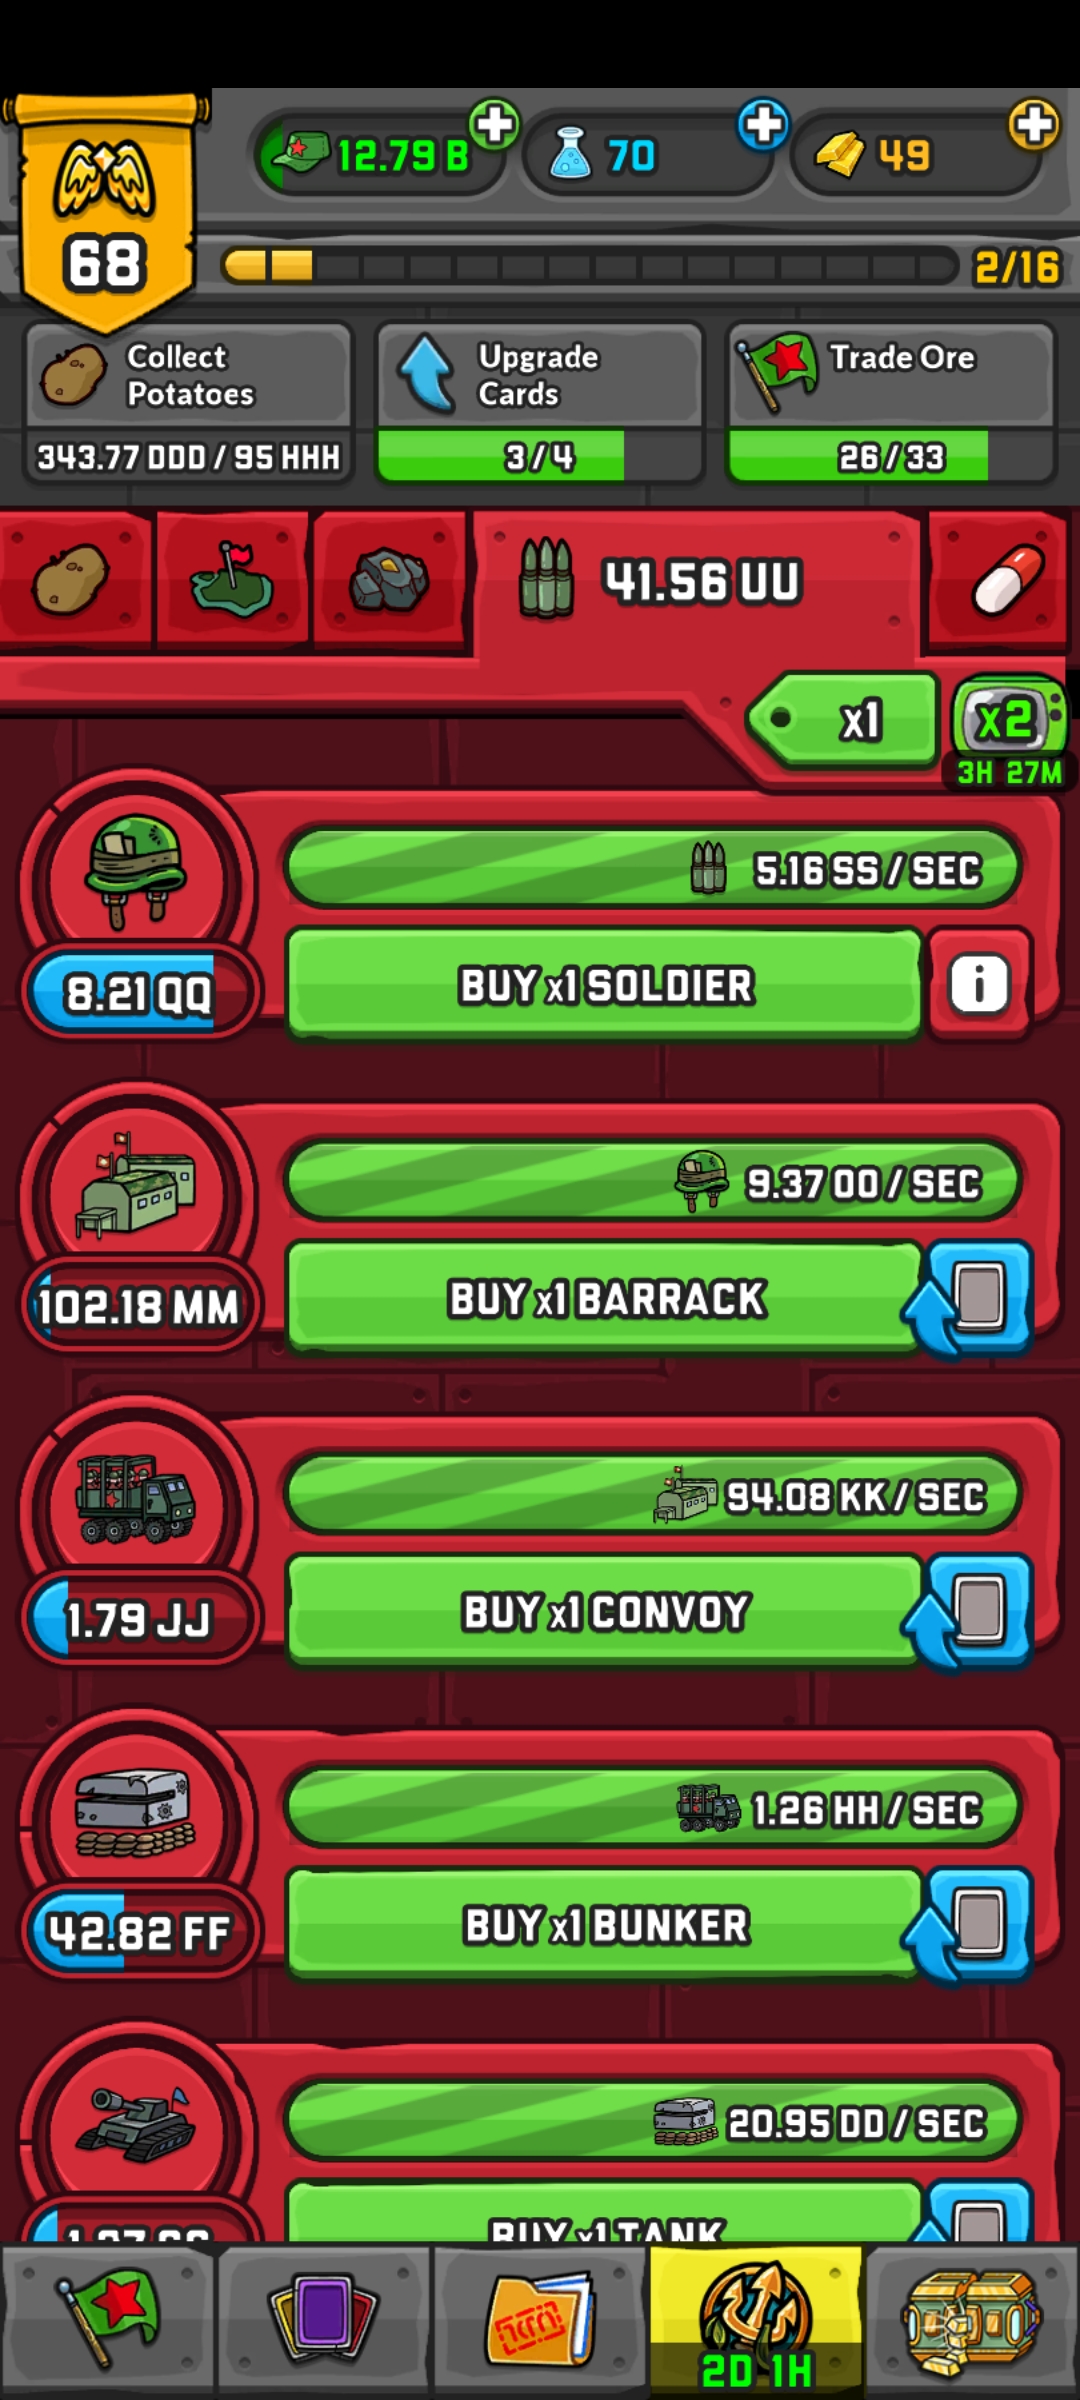 12.79 B
70
49
68
2/16
Collect
Potatoes
343.77 DDD / 95 HHH
Upgrade
Cards
3/4
Trade Ore
26/33
41.56 UU
x1
x2
3H 27M
5.16 SS / SEC
8.21 QQ
BUY x1 SOLDIER
i
9.37 OO / SEC
102.18 MM
BUY x1 BARRACK
94.08 KK / SEC
1.79 JJ
BUY x1 CONVOY
1.26 HH / SEC
42.82 FF
BUY x1 BUNKER
20.95 DD / SEC
BUY x1 TANK
2D 1H